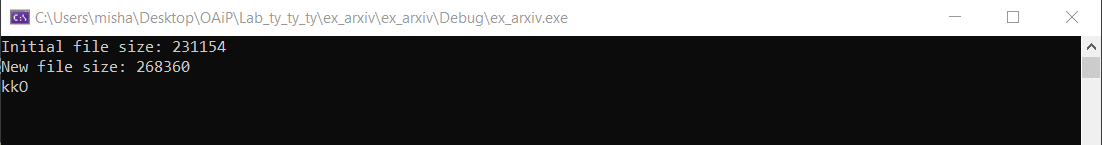 C:\Users\misha\Desktop\OAiP\Lab_ty_ty_ty\ex_arxiv\ex_arxiv\Debug\ex_arxiv.exe
Initial file size: 231154
New file size: 268360
kkO